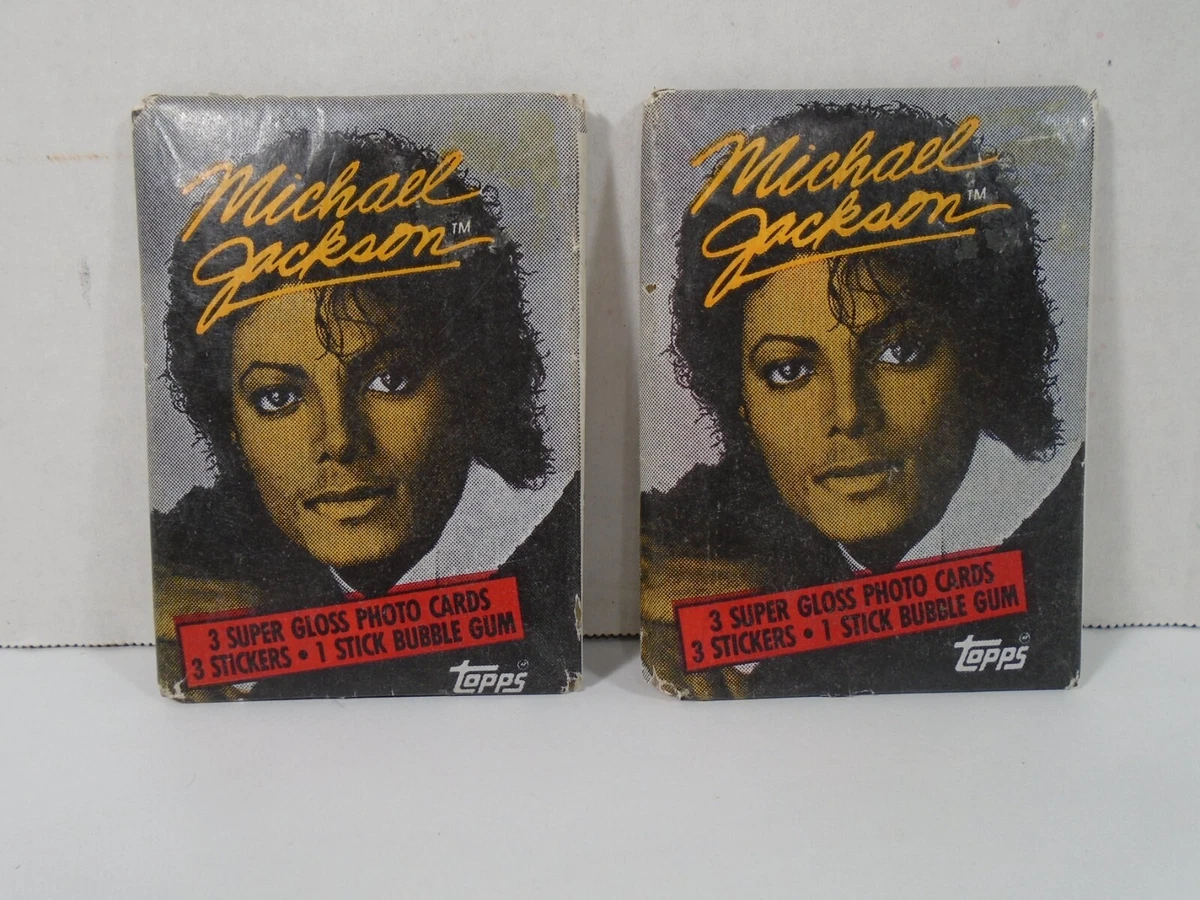 Michael
Jackson™
3 SUPER GLOSS PHOTO CARDS
3 STICKERS • 1 STICK BUBBLE GUM
topps
Michael
Jackson™
3 SUPER GLOSS PHOTO CARDS
3 STICKERS • 1 STICK BUBBLE GUM
topps